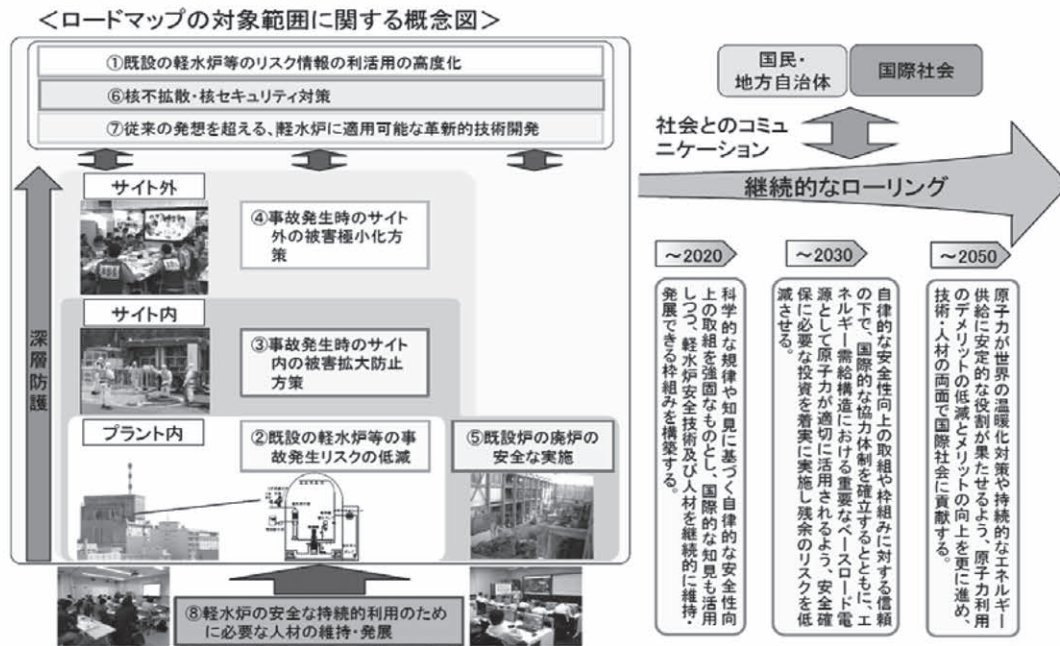 ＜ロードマップの対象範囲に関する概念図＞
①既設の軽水炉等のリスク情報の利活用の高度化
⑥核不拡散・核セキュリティ対策
⑦従来の発想を超える、軽水炉に適用可能な革新的技術開発
深層防護
サイト外
④事故発生時のサイト
外の被害極小化方
策
サイト内
③事故発生時のサイト
内の被害拡大防止
方策
プラント内
②既設の軽水炉等の事
故発生リスクの低減
⑤既設炉の廃炉の
安全な実施
⑧軽水炉の安全な持続的利用のため
に必要な人材の維持・発展
国民・
地方自治体
国際社会
社会とのコミュ
ニケーション
継続的なローリング
～2020
科学的な規律や知見に基づく自律的な安全性向
上の取組を強固なものとし、国際的な知見も活用
しつつ、軽水炉安全技術及び人材を継続的に維持・
発展できる枠組みを構築する。
～2030
自律的な安全性向上の取組や枠組みに対する信頼
の下で、国際的な協力体制を確立するとともに、エ
ネルギー需給構造における重要なベースロード電
源として原子力が適切に活用されるよう、安全確
保に必要な投資を着実に実施し残余のリスクを低
減させる。
～2050
原子力が世界の温暖化対策や持続的なエネルギー
供給に安定的な役割が果たせるよう、原子力利用
のデメリットの低減とメリットの向上を更に進め、
技術・人材の両面で国際社会に貢献する。